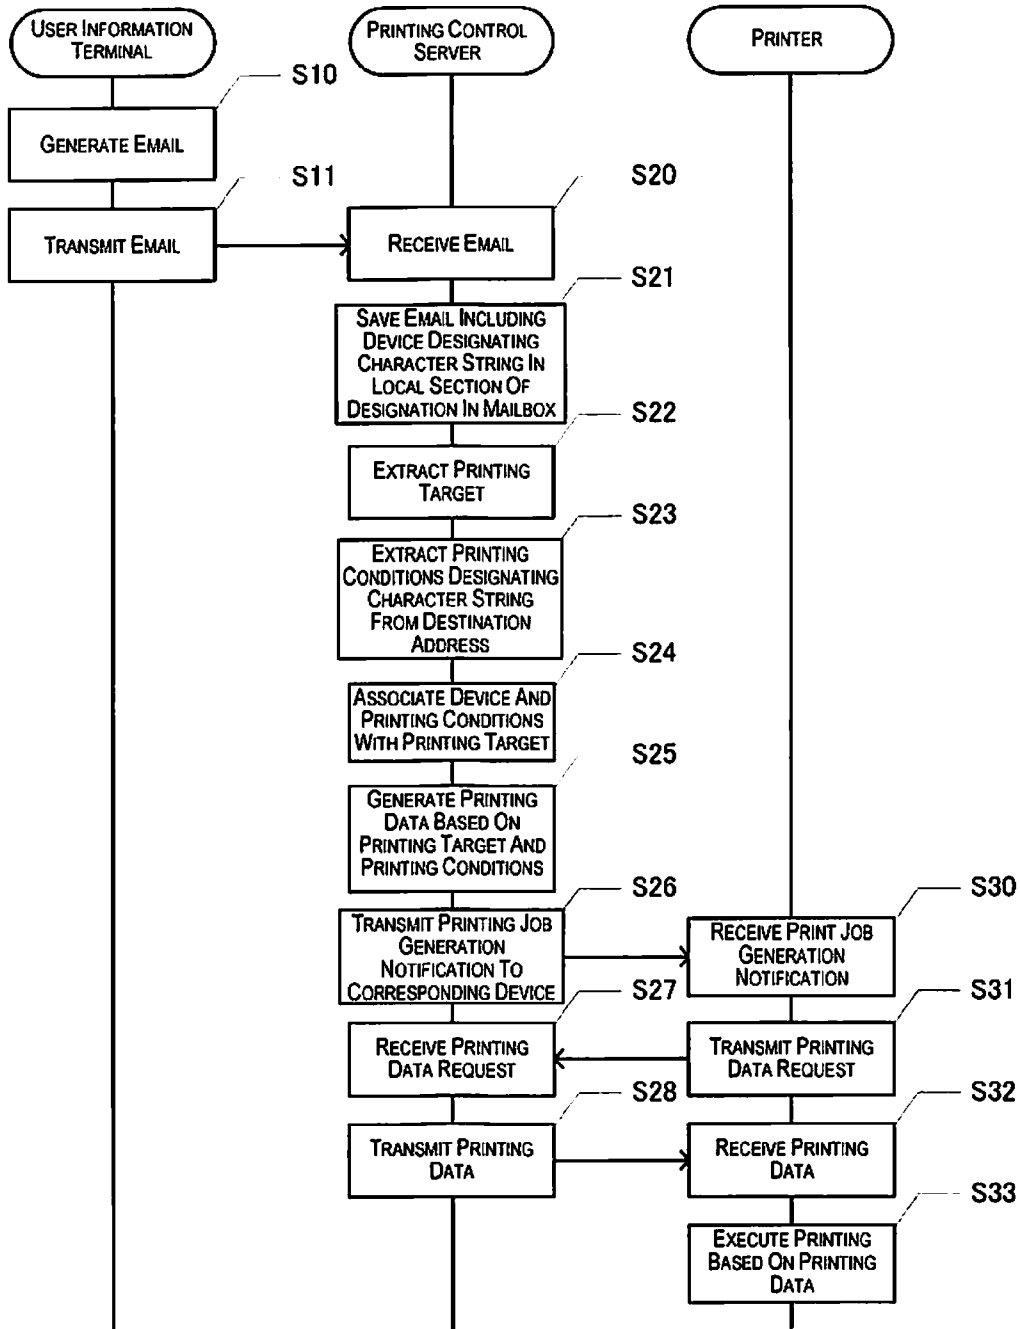 USER INFORMATION
TERMINAL
PRINTING CONTROL
SERVER
PRINTER
S10
GENERATE EMAIL
S11
TRANSMIT EMAIL
S20
RECEIVE EMAIL
S21
SAVE EMAIL INCLUDING
DEVICE DESIGNATING
CHARACTER STRING IN
LOCAL SECTION OF
DESIGNATION IN MAILBOX
S22
EXTRACT PRINTING
TARGET
S23
EXTRACT PRINTING
CONDITIONS DESIGNATING
CHARACTER STRING
FROM DESTINATION
ADDRESS
S24
ASSOCIATE DEVICE AND
PRINTING CONDITIONS
WITH PRINTING TARGET
S25
GENERATE PRINTING
DATA BASED ON
PRINTING TARGET AND
PRINTING CONDITIONS
S26
TRANSMIT PRINTING JOB
GENERATION
NOTIFICATION TO
CORRESPONDING DEVICE
S30
RECEIVE PRINT JOB
GENERATION
NOTIFICATION
S27
RECEIVE PRINTING
DATA REQUEST
S31
TRANSMIT PRINTING
DATA REQUEST
S28
TRANSMIT PRINTING
DATA
S32
RECEIVE PRINTING
DATA
S33
EXECUTE PRINTING
BASED ON PRINTING
DATA